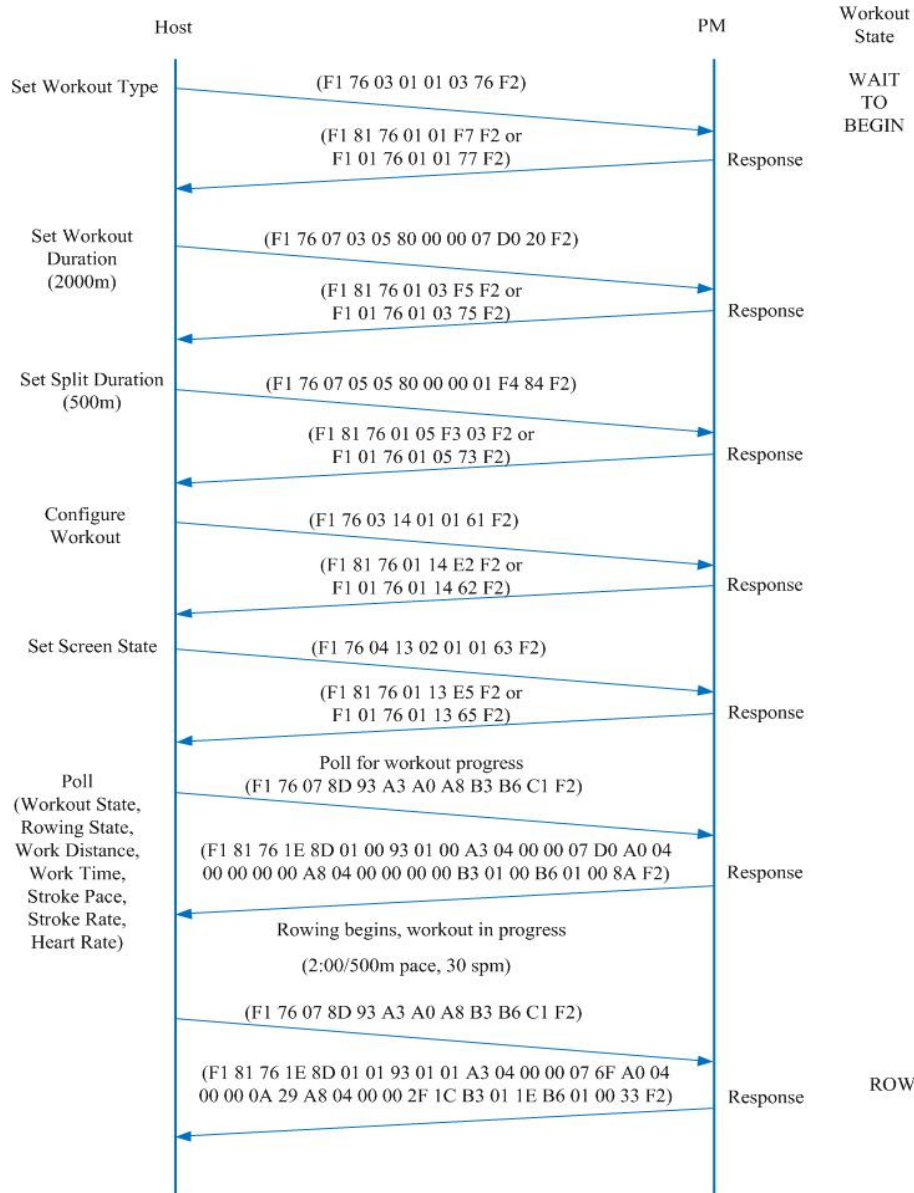 Host
PM
Workout
State
Set Workout Type
(F1 76 03 01 01 03 76 F2)
WAIT
TO
BEGIN
(F1 81 76 01 01 F7 F2 or
F1 01 76 01 01 77 F2)
Response
Set Workout
Duration
(2000m)
(F1 76 07 03 05 80 00 00 07 D0 20 F2)
(F1 81 76 01 03 F5 F2 or
F1 01 76 01 03 75 F2)
Response
Set Split Duration
(500m)
(F1 76 07 05 05 80 00 00 01 F4 84 F2)
(F1 81 76 01 05 F3 03 F2 or
F1 01 76 01 05 73 F2)
Response
Configure
Workout
(F1 76 03 14 01 01 61 F2)
(F1 81 76 01 14 E2 F2 or
F1 01 76 01 14 62 F2)
Response
Set Screen State
(F1 76 04 13 02 01 01 63 F2)
(F1 81 76 01 13 E5 F2 or
F1 01 76 01 13 65 F2)
Response
Poll
(Workout State,
Rowing State,
Work Distance,
Work Time,
Stroke Pace,
Stroke Rate,
Heart Rate)
Poll for workout progress
(F1 76 07 8D 93 A3 A0 A8 B3 B6 C1 F2)
(F1 81 76 1E 8D 01 00 93 01 00 A3 04 00 00 07 D0 A0 04
00 00 00 00 A8 04 00 00 00 00 B3 01 00 B6 01 00 8A F2)
Response
Rowing begins, workout in progress
(2:00/500m pace, 30 spm)
(F1 76 07 8D 93 A3 A0 A8 B3 B6 C1 F2)
(F1 81 76 1E 8D 01 01 93 01 01 A3 04 00 00 07 6F A0 04
00 00 0A 29 A8 04 00 00 2F 1C B3 01 1E B6 01 00 33 F2)
Response
ROW